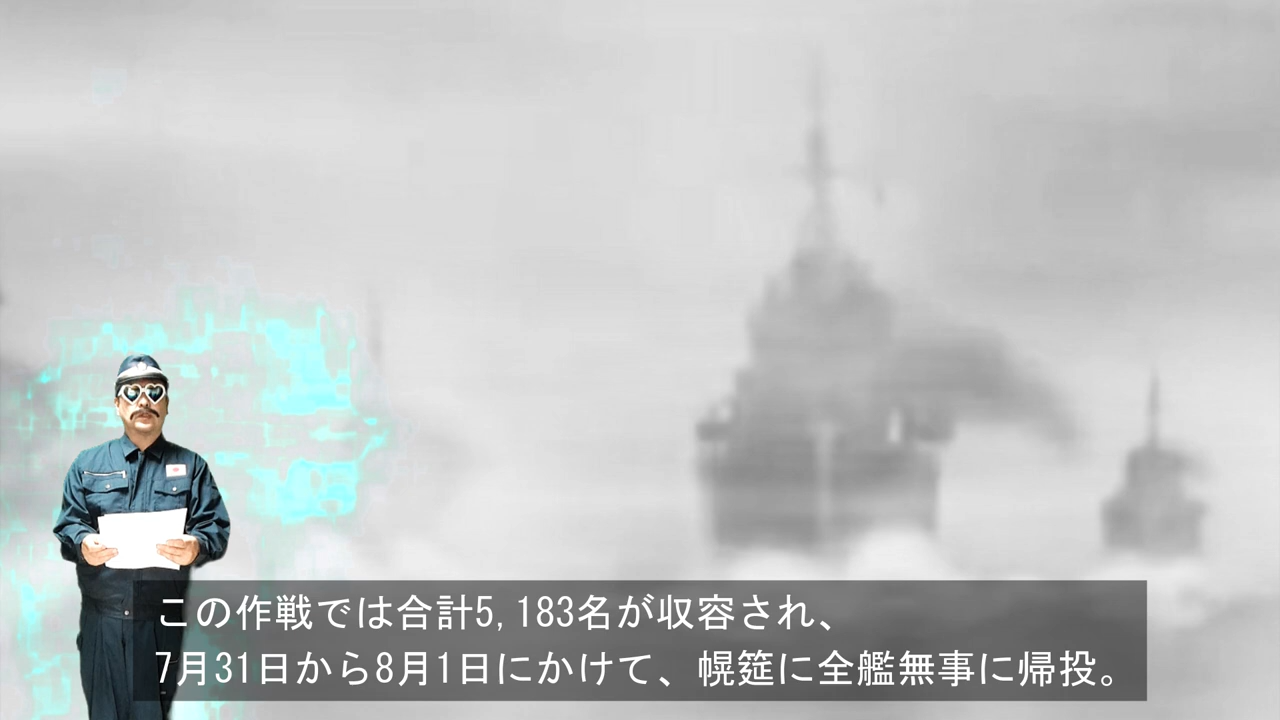 この作戦では合計5,183名が収容され、
7月31日から8月1日にかけて、幌筵に全艦無事に帰投。